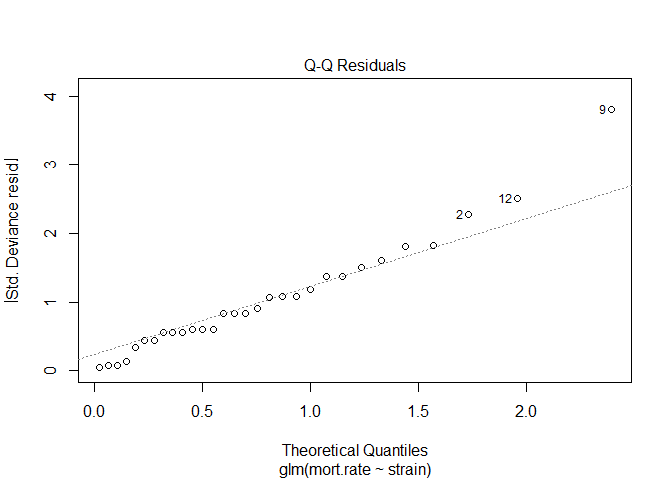 Q-Q Residuals
|Std. Deviance resid.|
4
3
2
1
0
9
12
2
0.0 0.5 1.0 1.5 2.0
Theoretical Quantiles
glm(mort.rate ~ strain)